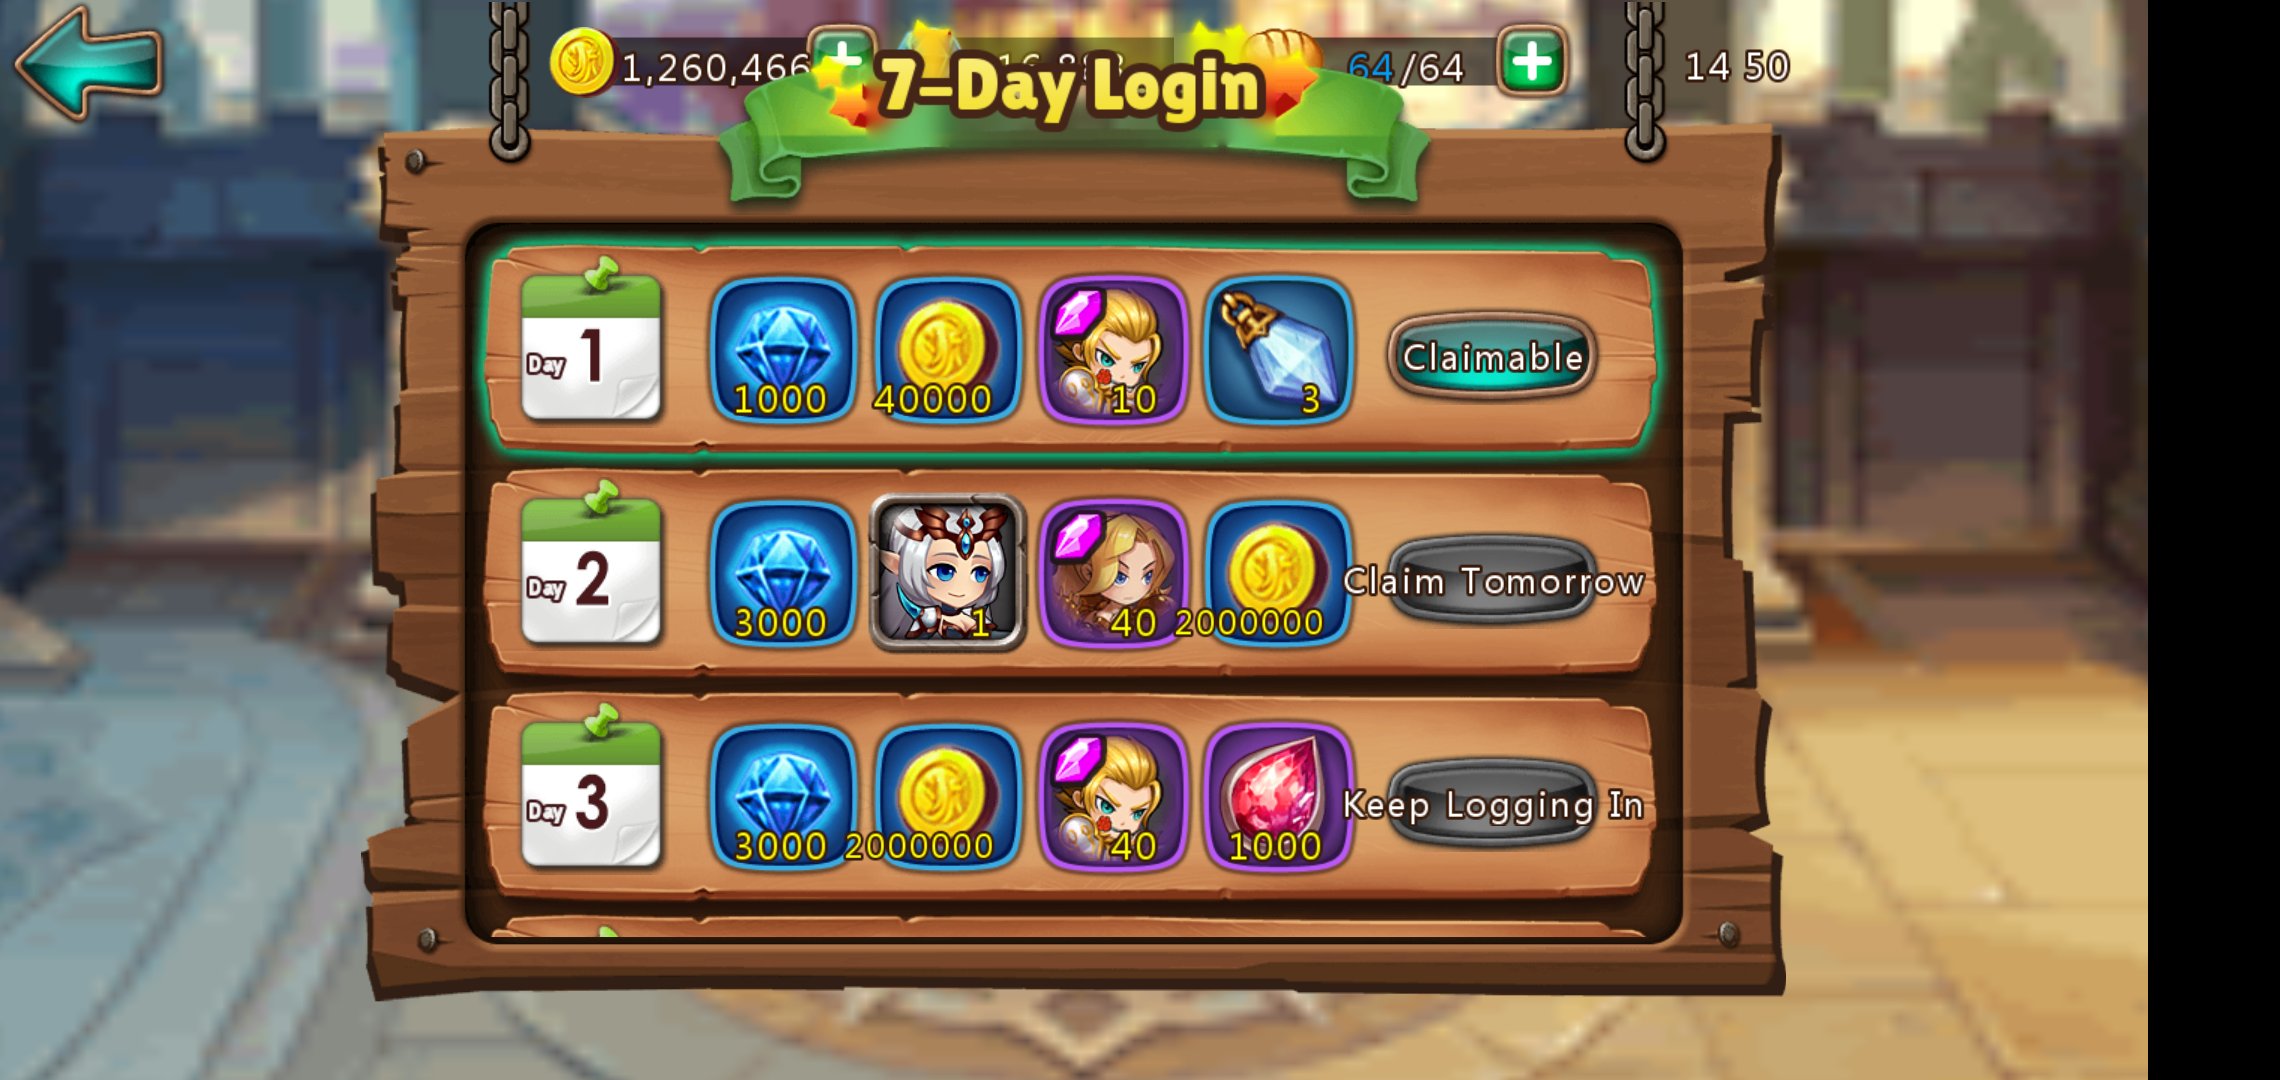 1,260,466
64/64
14 50
7-Day Login
Day 1
1000
40000
10
3
Claimable
Day 2
3000
1
40
2000000
Claim Tomorrow
Day 3
3000
2000000
40
1000
Keep Logging In